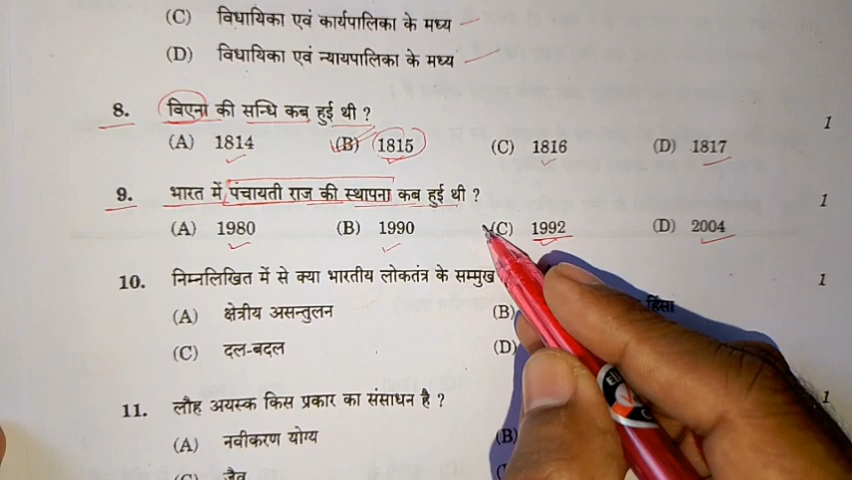 (C) विधायिका एवं कार्यपालिका के मध्य
(D) विधायिका एवं न्यायपालिका के मध्य
8. विएना की सन्धि कब हुई थी ? 1
(A) 1814 (B) 1815 (C) 1816 (D) 1817
9. भारत में पंचायती राज की स्थापना कब हुई थी ? 1
(A) 1980 (B) 1990 (C) 1992 (D) 2004
10. निम्नलिखित में से क्या भारतीय लोकतंत्र के सम्मुख 1
(A) क्षेत्रीय असन्तुलन (B) हिंसा
(C) दल-बदल (D)
11. लौह अयस्क किस प्रकार का संसाधन है ? 1
(A) नवीकरण योग्य (B)
(C) जैव